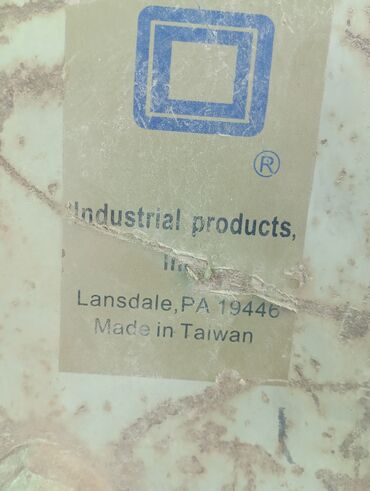 ®
Industrial products,
Lansdale,PA 19446
Made in Taiwan